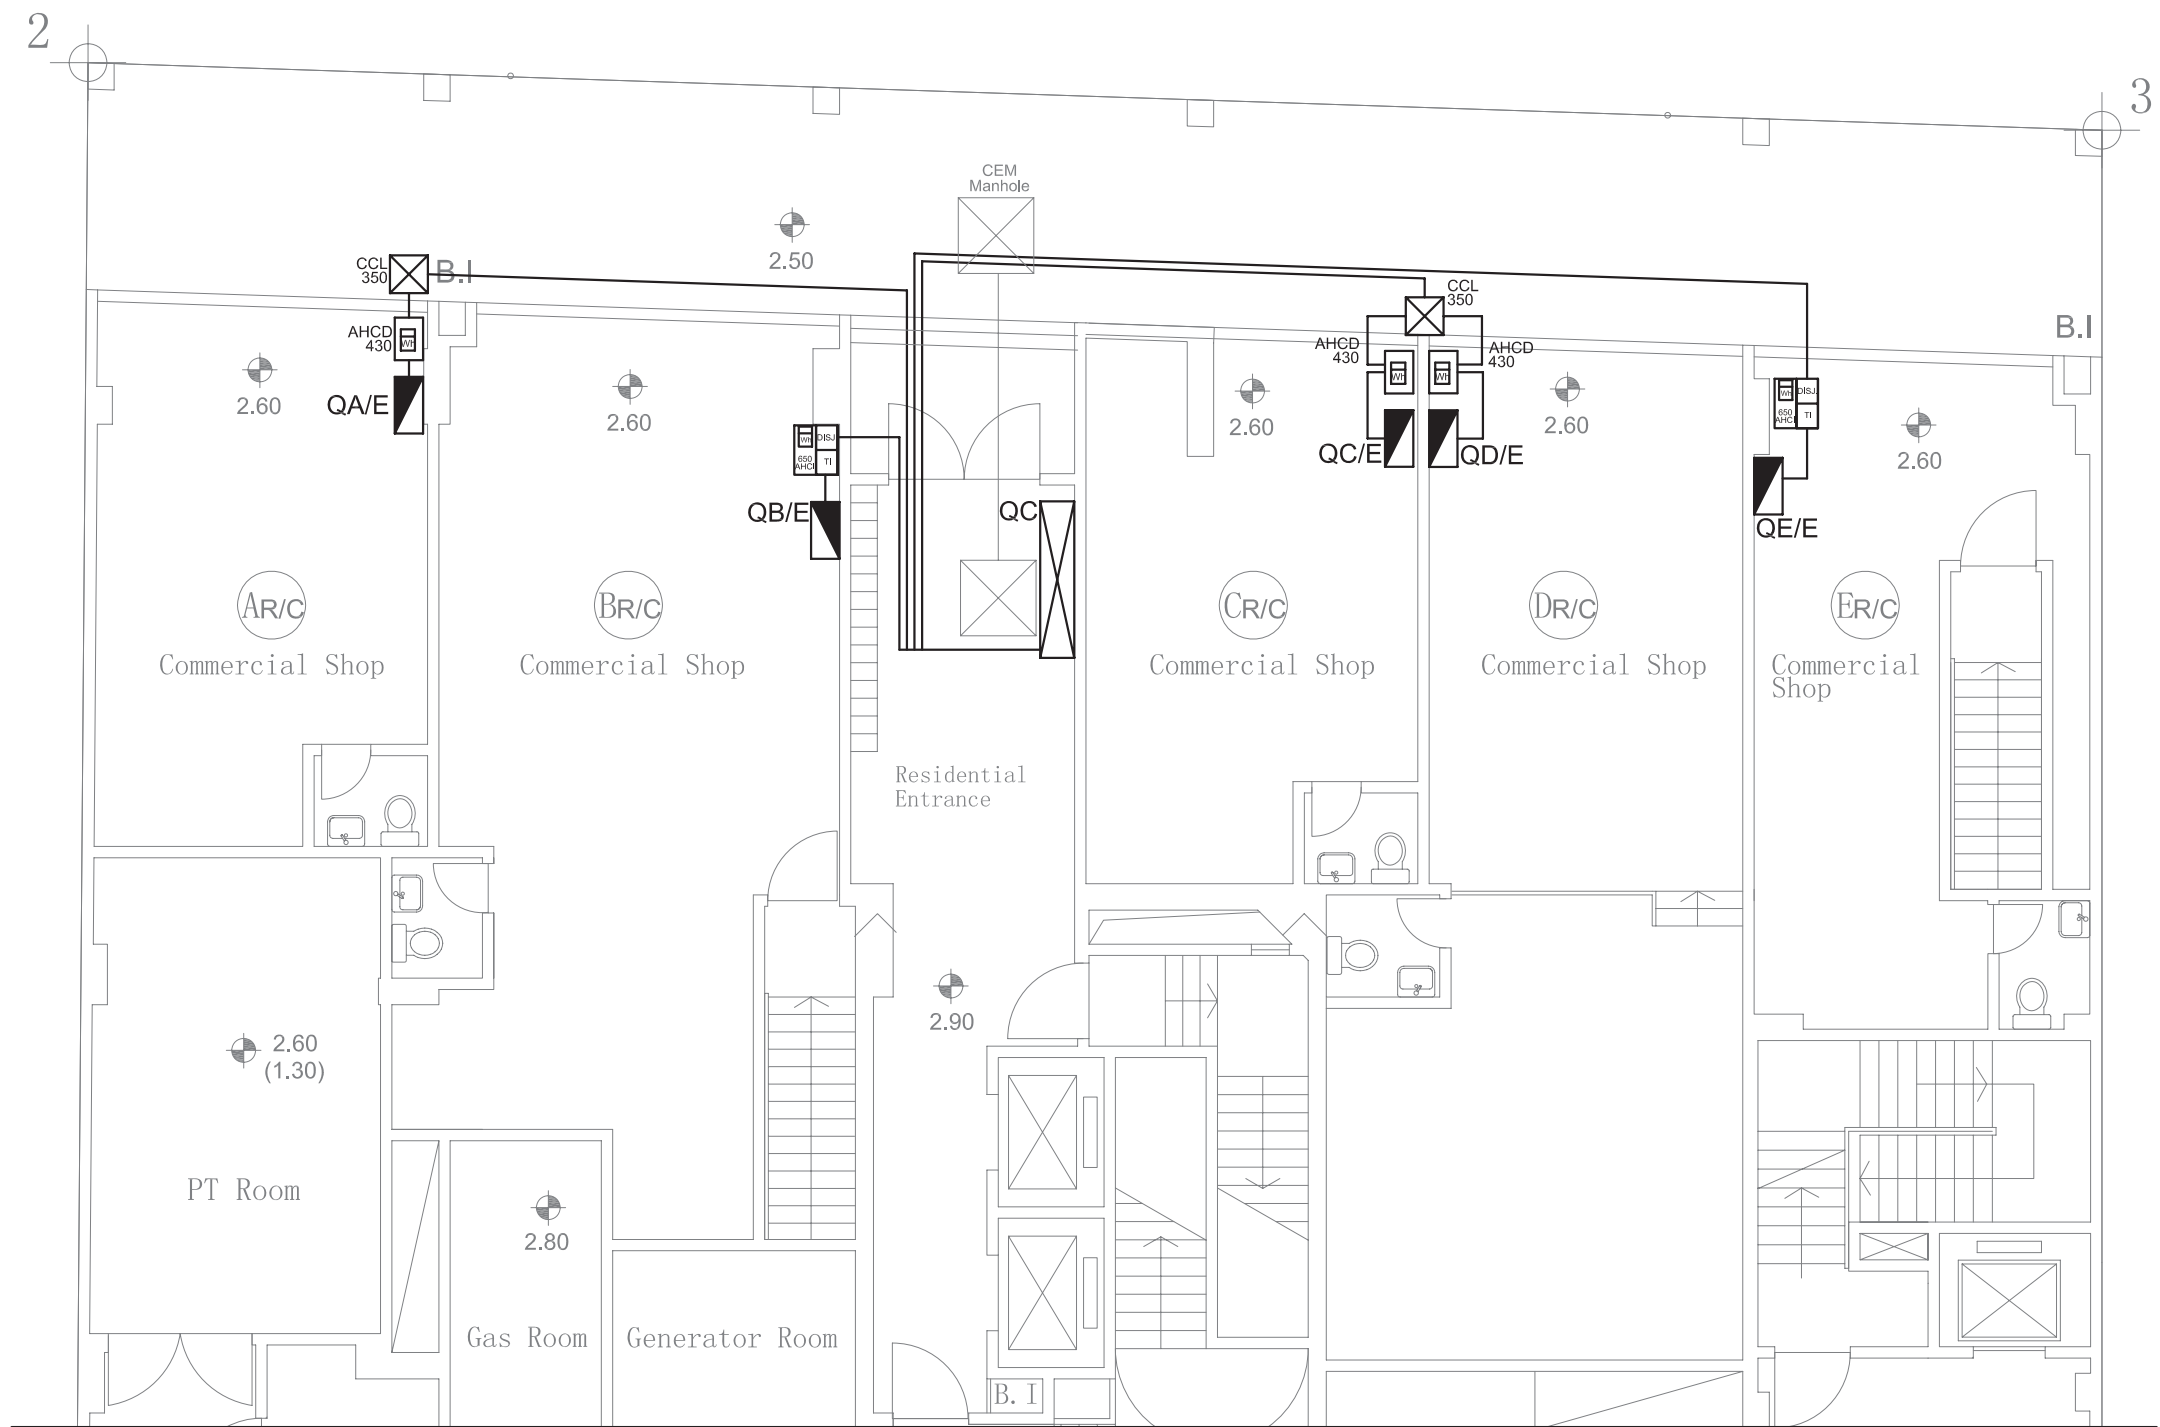 2
3
CEM
Manhole
2.50
CCL
350
B.I
CCL
350
B.I
AHCD
430
WH
AHCD
430
WH
AHCD
430
WH
2.60
QA/E
2.60
2.60
2.60
2.60
WH
DISJ.
650
AHCI
TI
WH
DISJ.
650
AHCI
TI
QB/E
QC
QC/E
QD/E
QE/E
AR/C
Commercial Shop
BR/C
Commercial Shop
CR/C
Commercial Shop
DR/C
Commercial Shop
ER/C
Commercial
Shop
Residential
Entrance
2.90
2.60
(1.30)
PT Room
2.80
Gas Room
Generator Room
B.I